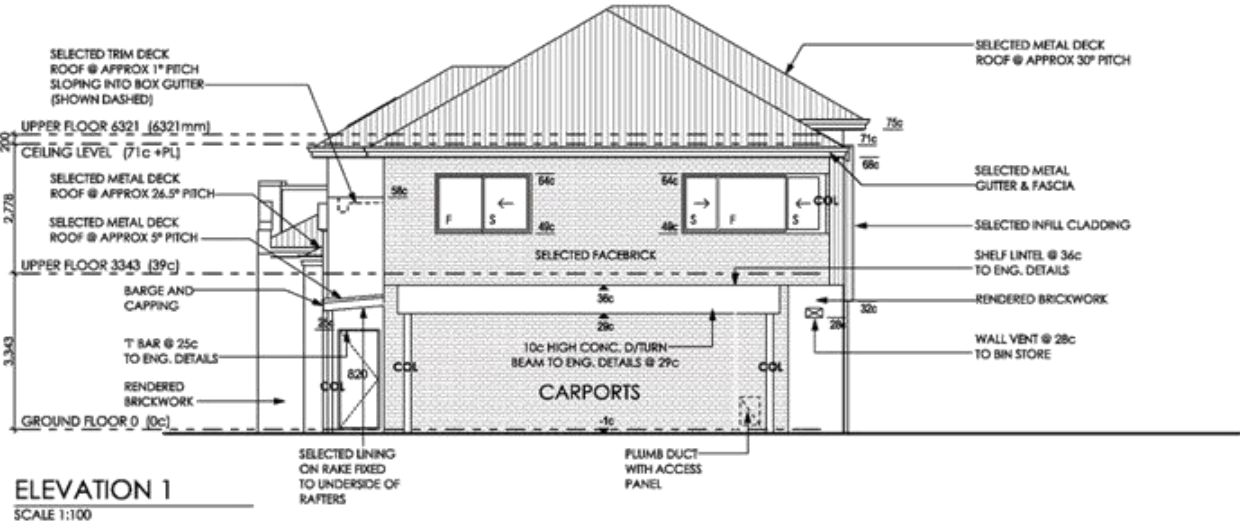 SELECTED TRIM DECK
ROOF @ APPROX 1° PITCH
SLOPING INTO BOX GUTTER
(SHOWN DASHED)
UPPER FLOOR 6321 (6321mm)
200
CEILING LEVEL (71c +PL)
SELECTED METAL DECK
ROOF @ APPROX 26.5° PITCH
2,778
SELECTED METAL DECK
ROOF @ APPROX 5° PITCH
UPPER FLOOR 3343 (39c)
BARGE AND
CAPPING
3,343
'T' BAR @ 25c
TO ENG. DETAILS
RENDERED
BRICKWORK
GROUND FLOOR 0 (0c)
58c
64c
F
S
49c
64c
49c
S
F
S
COL
SELECTED FACEBRICK
36c
29c
10c HIGH CONC. D/TURN
BEAM TO ENG. DETAILS @ 29c
COL
820
COL
COL
CARPORTS
-1c
SELECTED METAL DECK
ROOF @ APPROX 30° PITCH
75c
71c
68c
SELECTED METAL
GUTTER & FASCIA
SELECTED INFILL CLADDING
SHELF LINTEL @ 36c
TO ENG. DETAILS
RENDERED BRICKWORK
32c
28c
WALL VENT @ 28c
TO BIN STORE
SELECTED LINING
ON RAKE FIXED
TO UNDERSIDE OF
RAFTERS
PLUMB DUCT
WITH ACCESS
PANEL
ELEVATION 1
SCALE 1:100